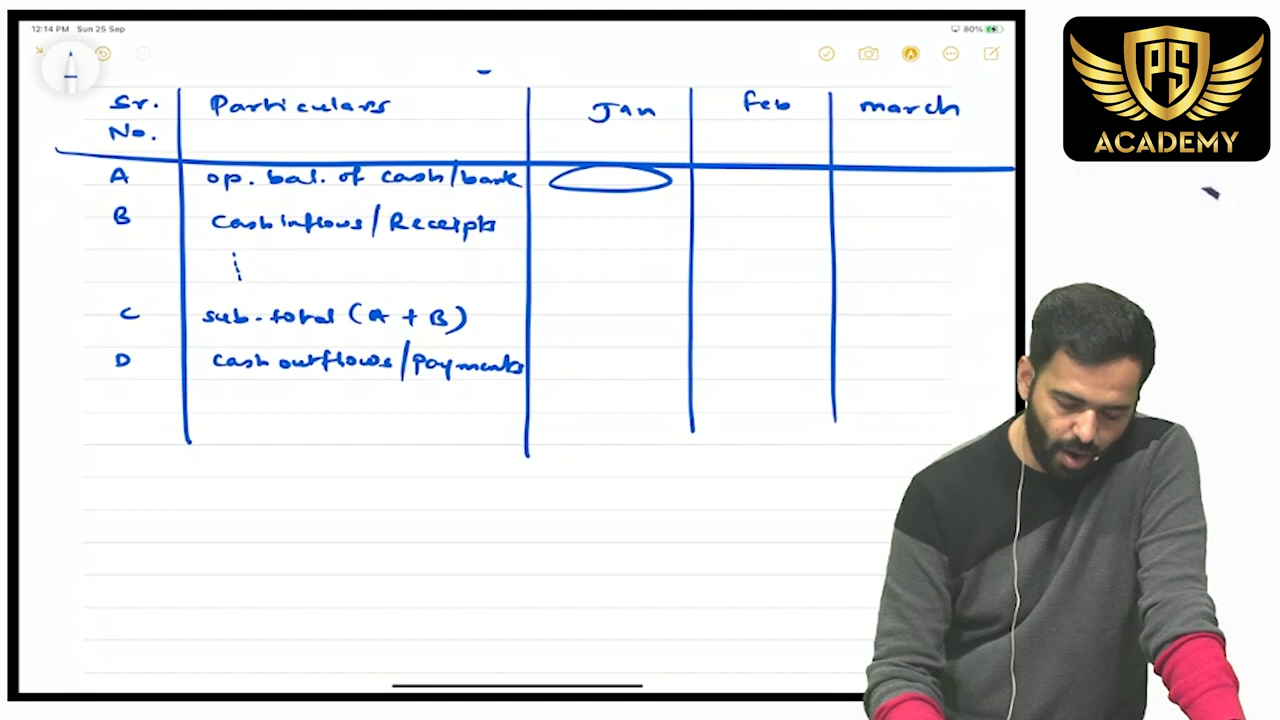 12:14 PM Sun 25 Sep
80%
PS
ACADEMY
Sr. No.
Particulars
Jan
Feb
march
A
op. bal. of cash/bank
B
Cash inflows/Receipts
C
sub-total (A + B)
D
cash outflows/payments